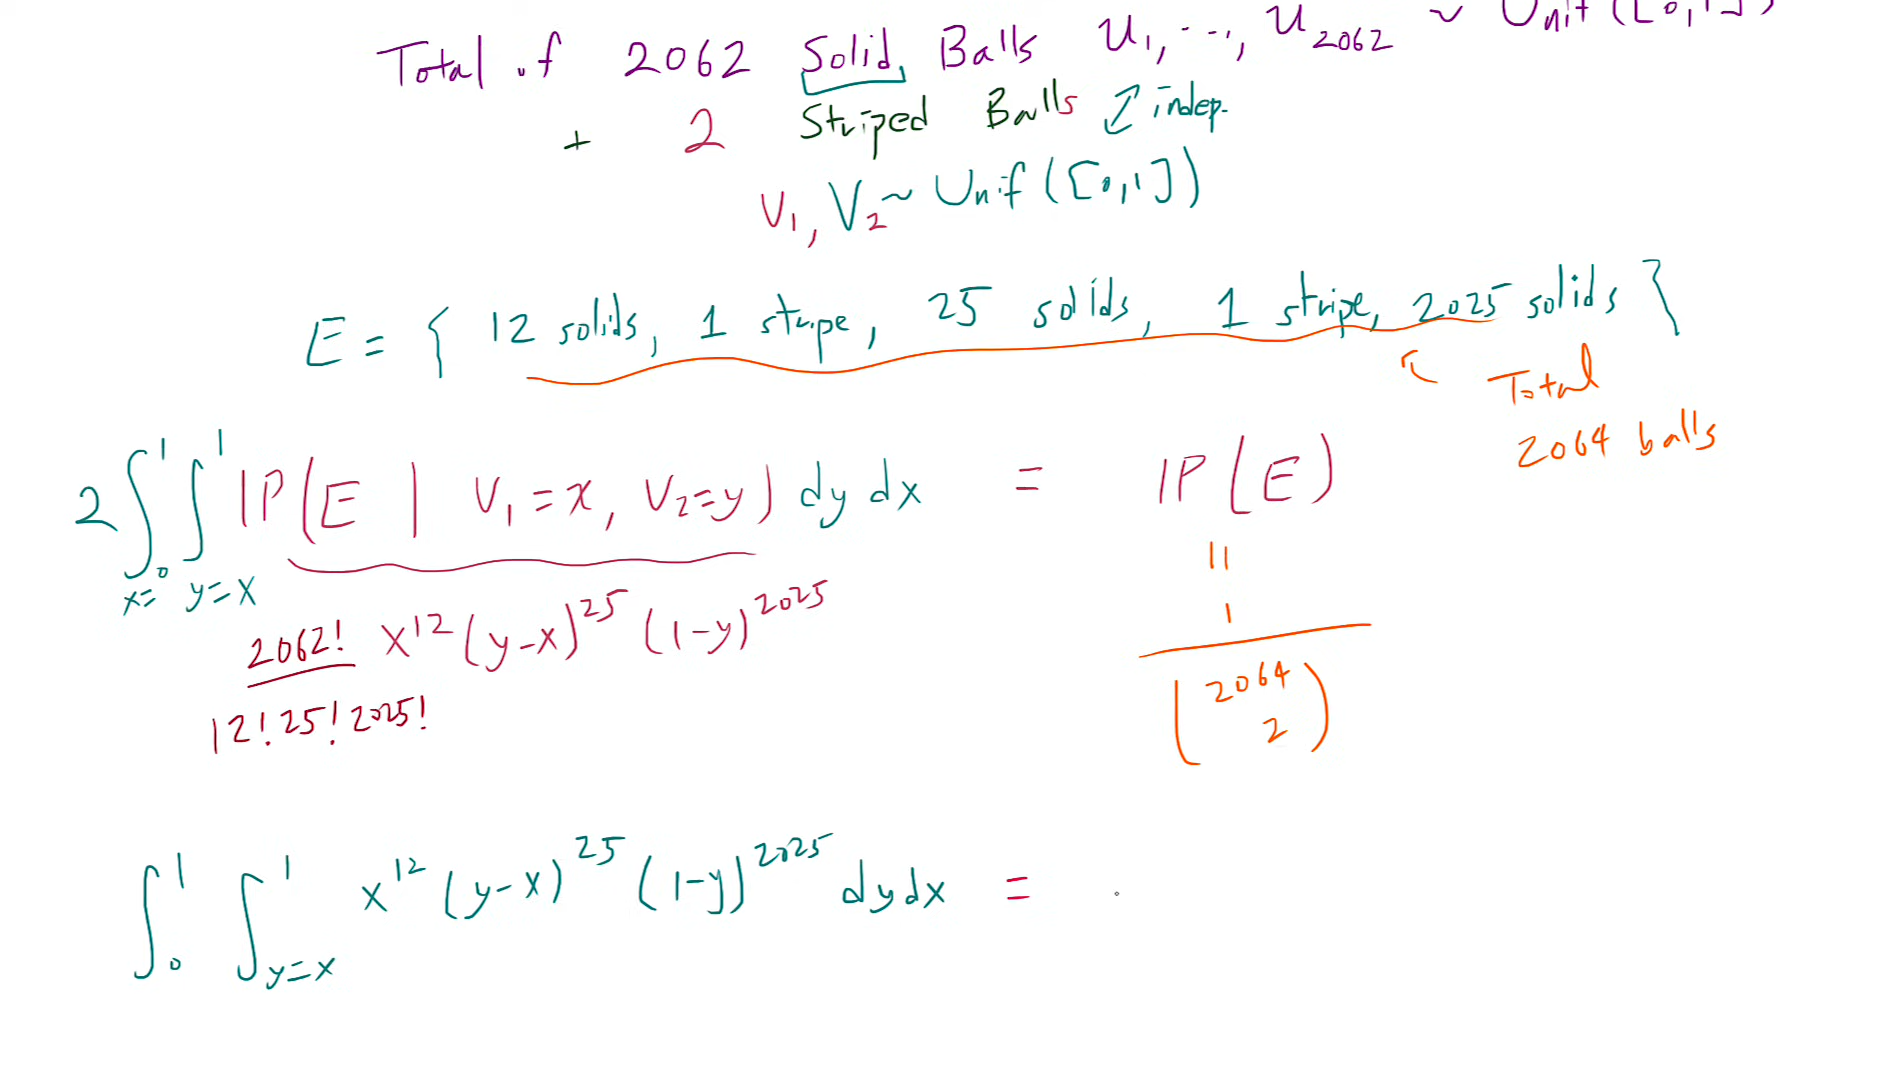 Total of 2062 Solid Balls U₁, ..., U₂₀₆₂ ~ Unif([0,1])
+ 2 Striped Balls ↕ indep.
V₁, V₂ ~ Unif([0,1])
E = { 12 solids, 1 stripe, 25 solids, 1 stripe, 2025 solids }
Total
2064 balls
2 ∫_{x=0}^{1} ∫_{y=x}^{1} IP(E | V₁=x, V₂=y) dy dx = IP(E)
2062! / 12! 25! 2025! x^{12} (y-x)^{25} (1-y)^{2025}
||
1 / (2064 2)
∫_0^1 ∫_{y=x}^1 x^{12} (y-x)^{25} (1-y)^{2025} dy dx =